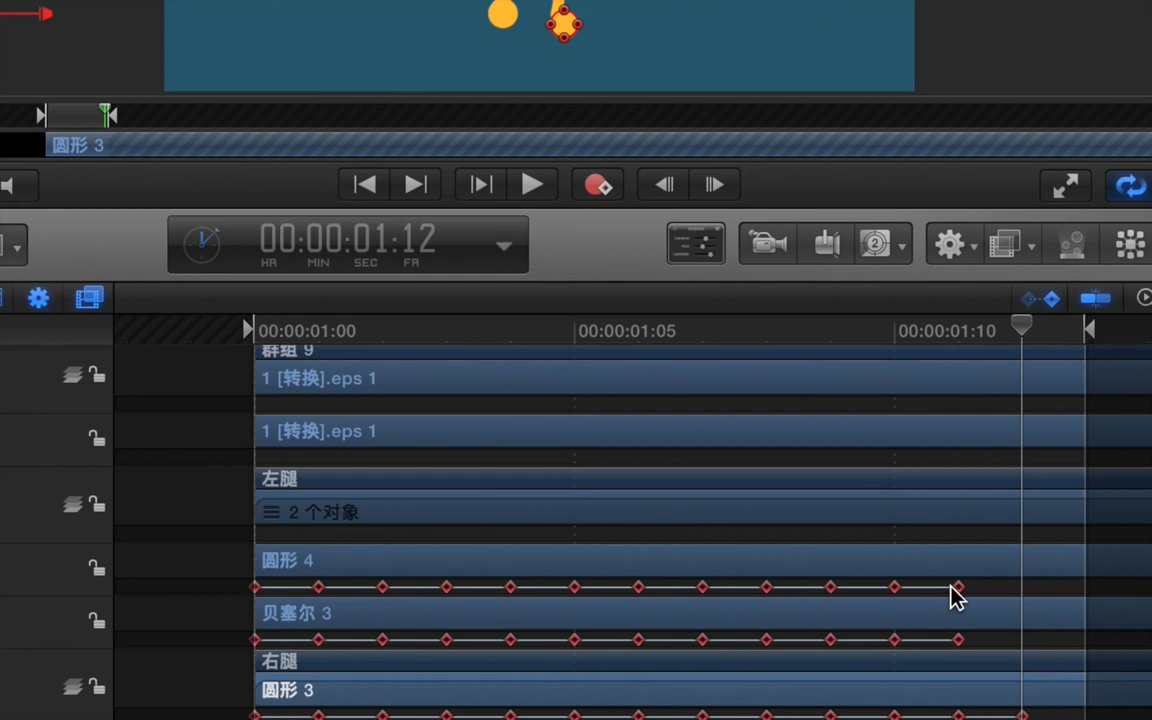 圆形 3
00:00:01:12
HR MIN SEC FR
2
00:00:01:00 00:00:01:05 00:00:01:10
群组 9
1 [转换].eps 1
1 [转换].eps 1
左腿
2 个对象
圆形 4
贝塞尔 3
右腿
圆形 3